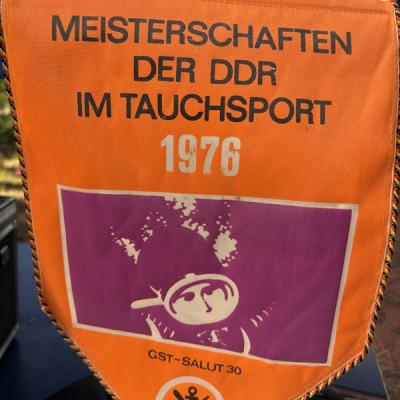 MEISTERSCHAFTEN
DER DDR
IM TAUCHSPORT
1976
GST-SALUT 30